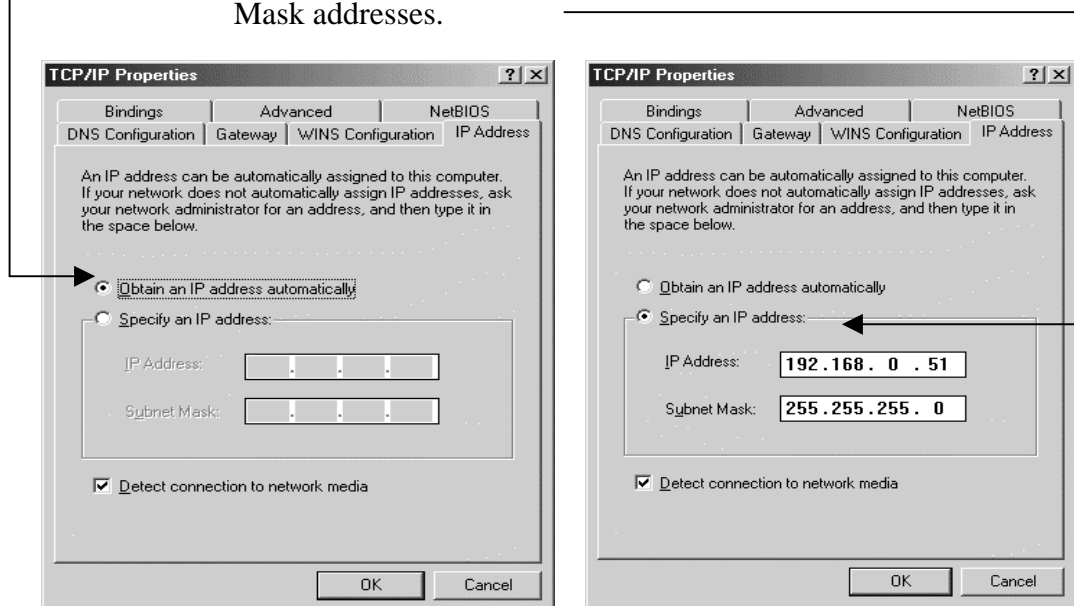 Mask addresses.
TCP/IP Properties
Bindings Advanced NetBIOS
DNS Configuration Gateway WINS Configuration IP Address
An IP address can be automatically assigned to this computer.
If your network does not automatically assign IP addresses, ask
your network administrator for an address, and then type it in
the space below.
Obtain an IP address automatically
Specify an IP address:
IP Address: . . .
Subnet Mask: . . .
Detect connection to network media
OK Cancel
TCP/IP Properties
Bindings Advanced NetBIOS
DNS Configuration Gateway WINS Configuration IP Address
An IP address can be automatically assigned to this computer.
If your network does not automatically assign IP addresses, ask
your network administrator for an address, and then type it in
the space below.
Obtain an IP address automatically
Specify an IP address:
IP Address: 192.168. 0 . 51
Subnet Mask: 255.255.255. 0
Detect connection to network media
OK Cancel